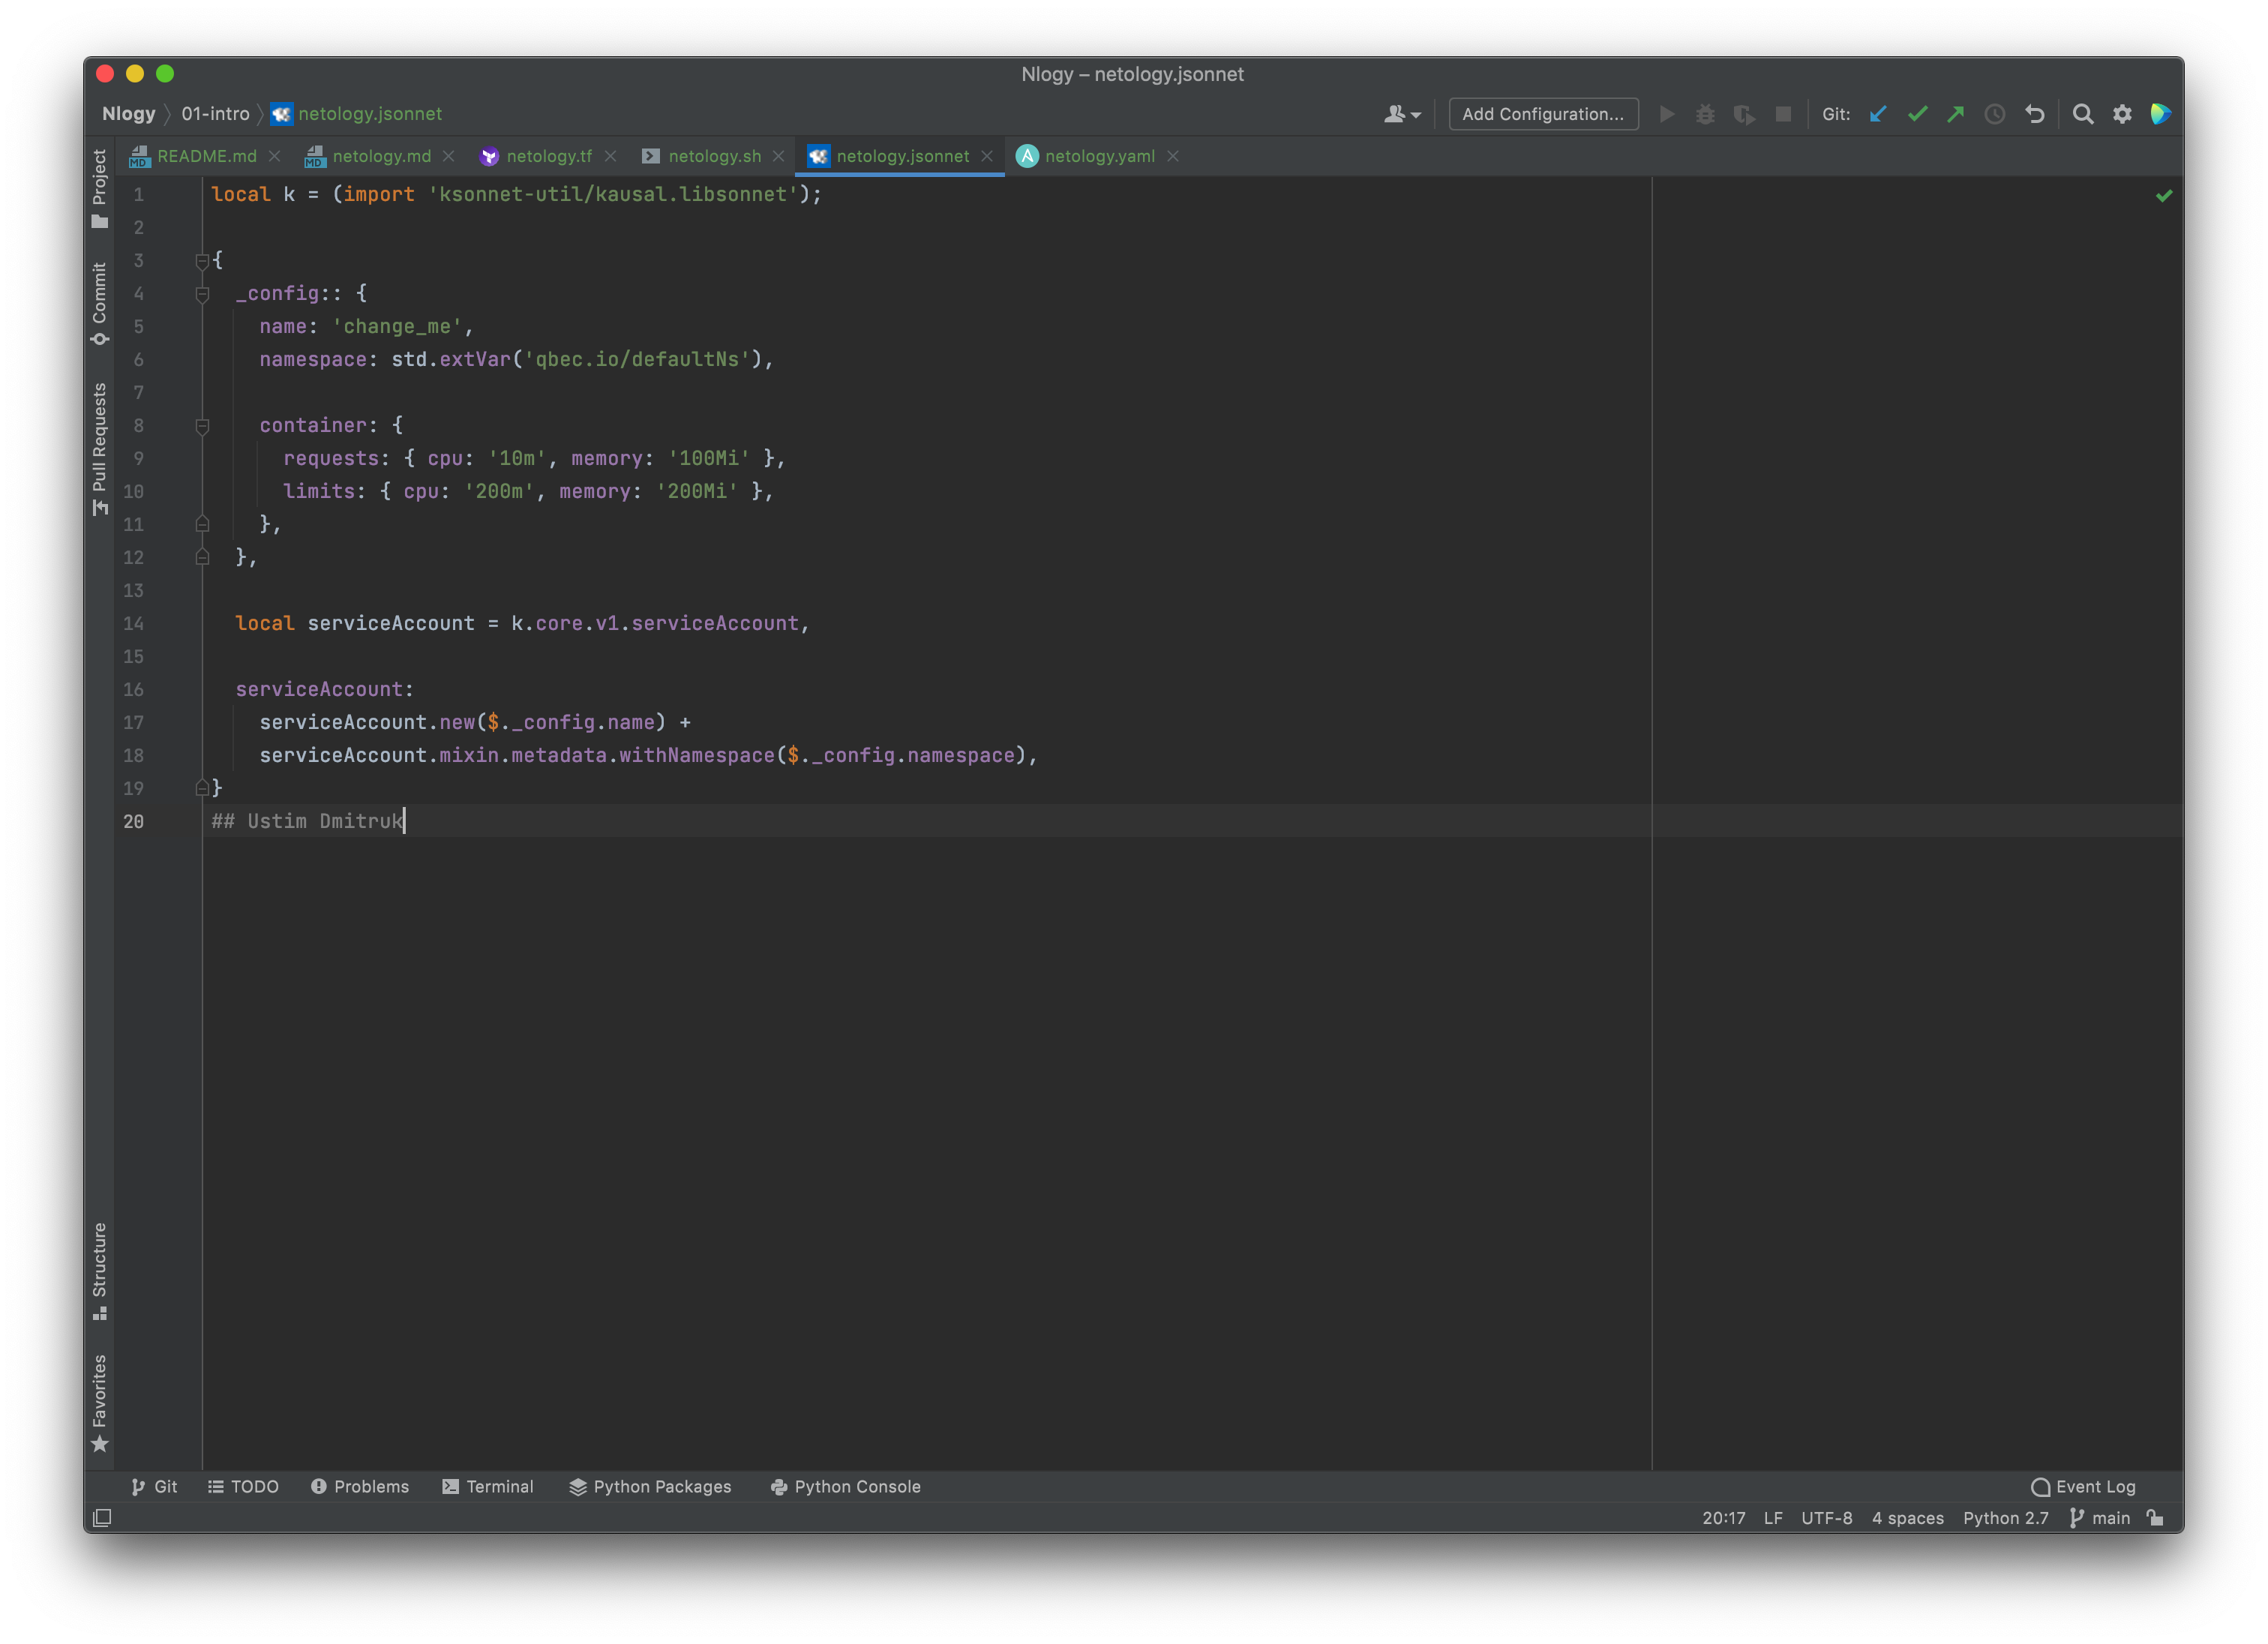 Nlogy – netology.jsonnet
Nlogy 01-intro netology.jsonnet Add Configuration... Git:
README.md netology.md netology.tf netology.sh netology.jsonnet netology.yaml
Project
Commit
Pull Requests
Structure
Favorites
1 local k = (import 'ksonnet-util/kausal.libsonnet');
2
3 {
4   _config:: {
5     name: 'change_me',
6     namespace: std.extVar('qbec.io/defaultNs'),
7
8     container: {
9       requests: { cpu: '10m', memory: '100Mi' },
10       limits: { cpu: '200m', memory: '200Mi' },
11     },
12   },
13
14   local serviceAccount = k.core.v1.serviceAccount,
15
16   serviceAccount:
17     serviceAccount.new($._config.name) +
18     serviceAccount.mixin.metadata.withNamespace($._config.namespace),
19 }
20 ## Ustim Dmitruk
Git TODO Problems Terminal Python Packages Python Console Event Log
20:17 LF UTF-8 4 spaces Python 2.7 main